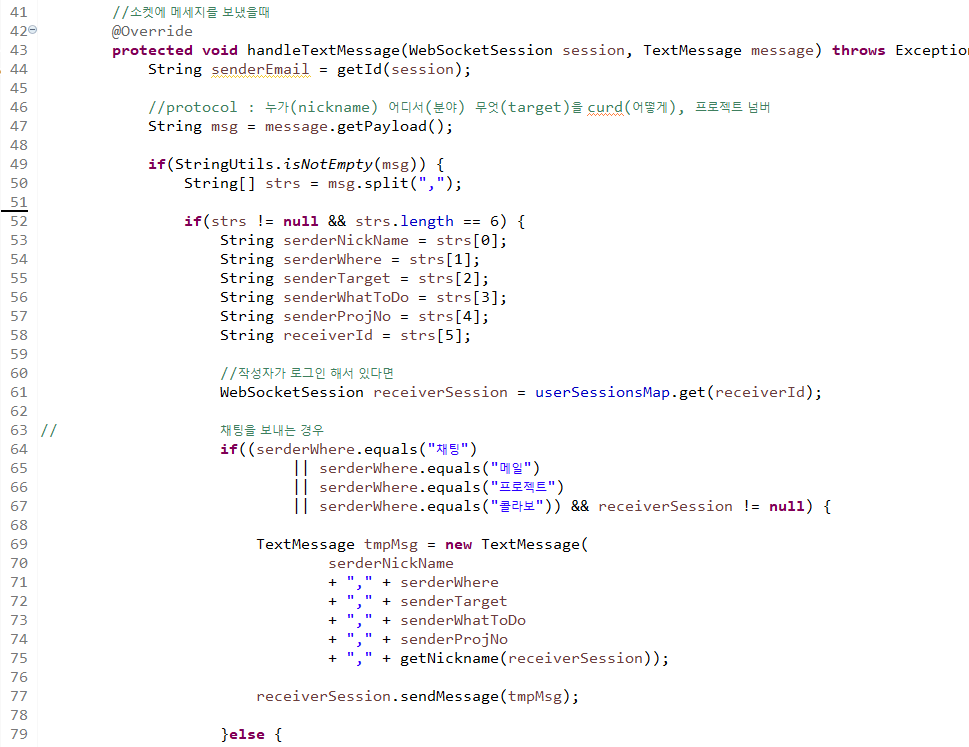 41 //소켓에 메세지를 보냈을때
42 @Override
43 protected void handleTextMessage(WebSocketSession session, TextMessage message) throws Exception
44 String senderEmail = getId(session);
45
46 //protocol : 누가(nickname) 어디서(분야) 무엇(target)을 curd(어떻게), 프로젝트 넘버
47 String msg = message.getPayload();
48
49 if(StringUtils.isNotEmpty(msg)) {
50 String[] strs = msg.split(",");
51
52 if(strs != null && strs.length == 6) {
53 String serderNickName = strs[0];
54 String serderWhere = strs[1];
55 String senderTarget = strs[2];
56 String senderWhatToDo = strs[3];
57 String senderProjNo = strs[4];
58 String receiverId = strs[5];
59
60 //작성자가 로그인 해서 있다면
61 WebSocketSession receiverSession = userSessionsMap.get(receiverId);
62
63 // 채팅을 보내는 경우
64 if((serderWhere.equals("채팅")
65 || serderWhere.equals("메일")
66 || serderWhere.equals("프로젝트")
67 || serderWhere.equals("콜라보")) && receiverSession != null) {
68
69 TextMessage tmpMsg = new TextMessage(
70 serderNickName
71 + "," + serderWhere
72 + "," + senderTarget
73 + "," + senderWhatToDo
74 + "," + senderProjNo
75 + "," + getNickname(receiverSession));
76
77 receiverSession.sendMessage(tmpMsg);
78
79 }else {